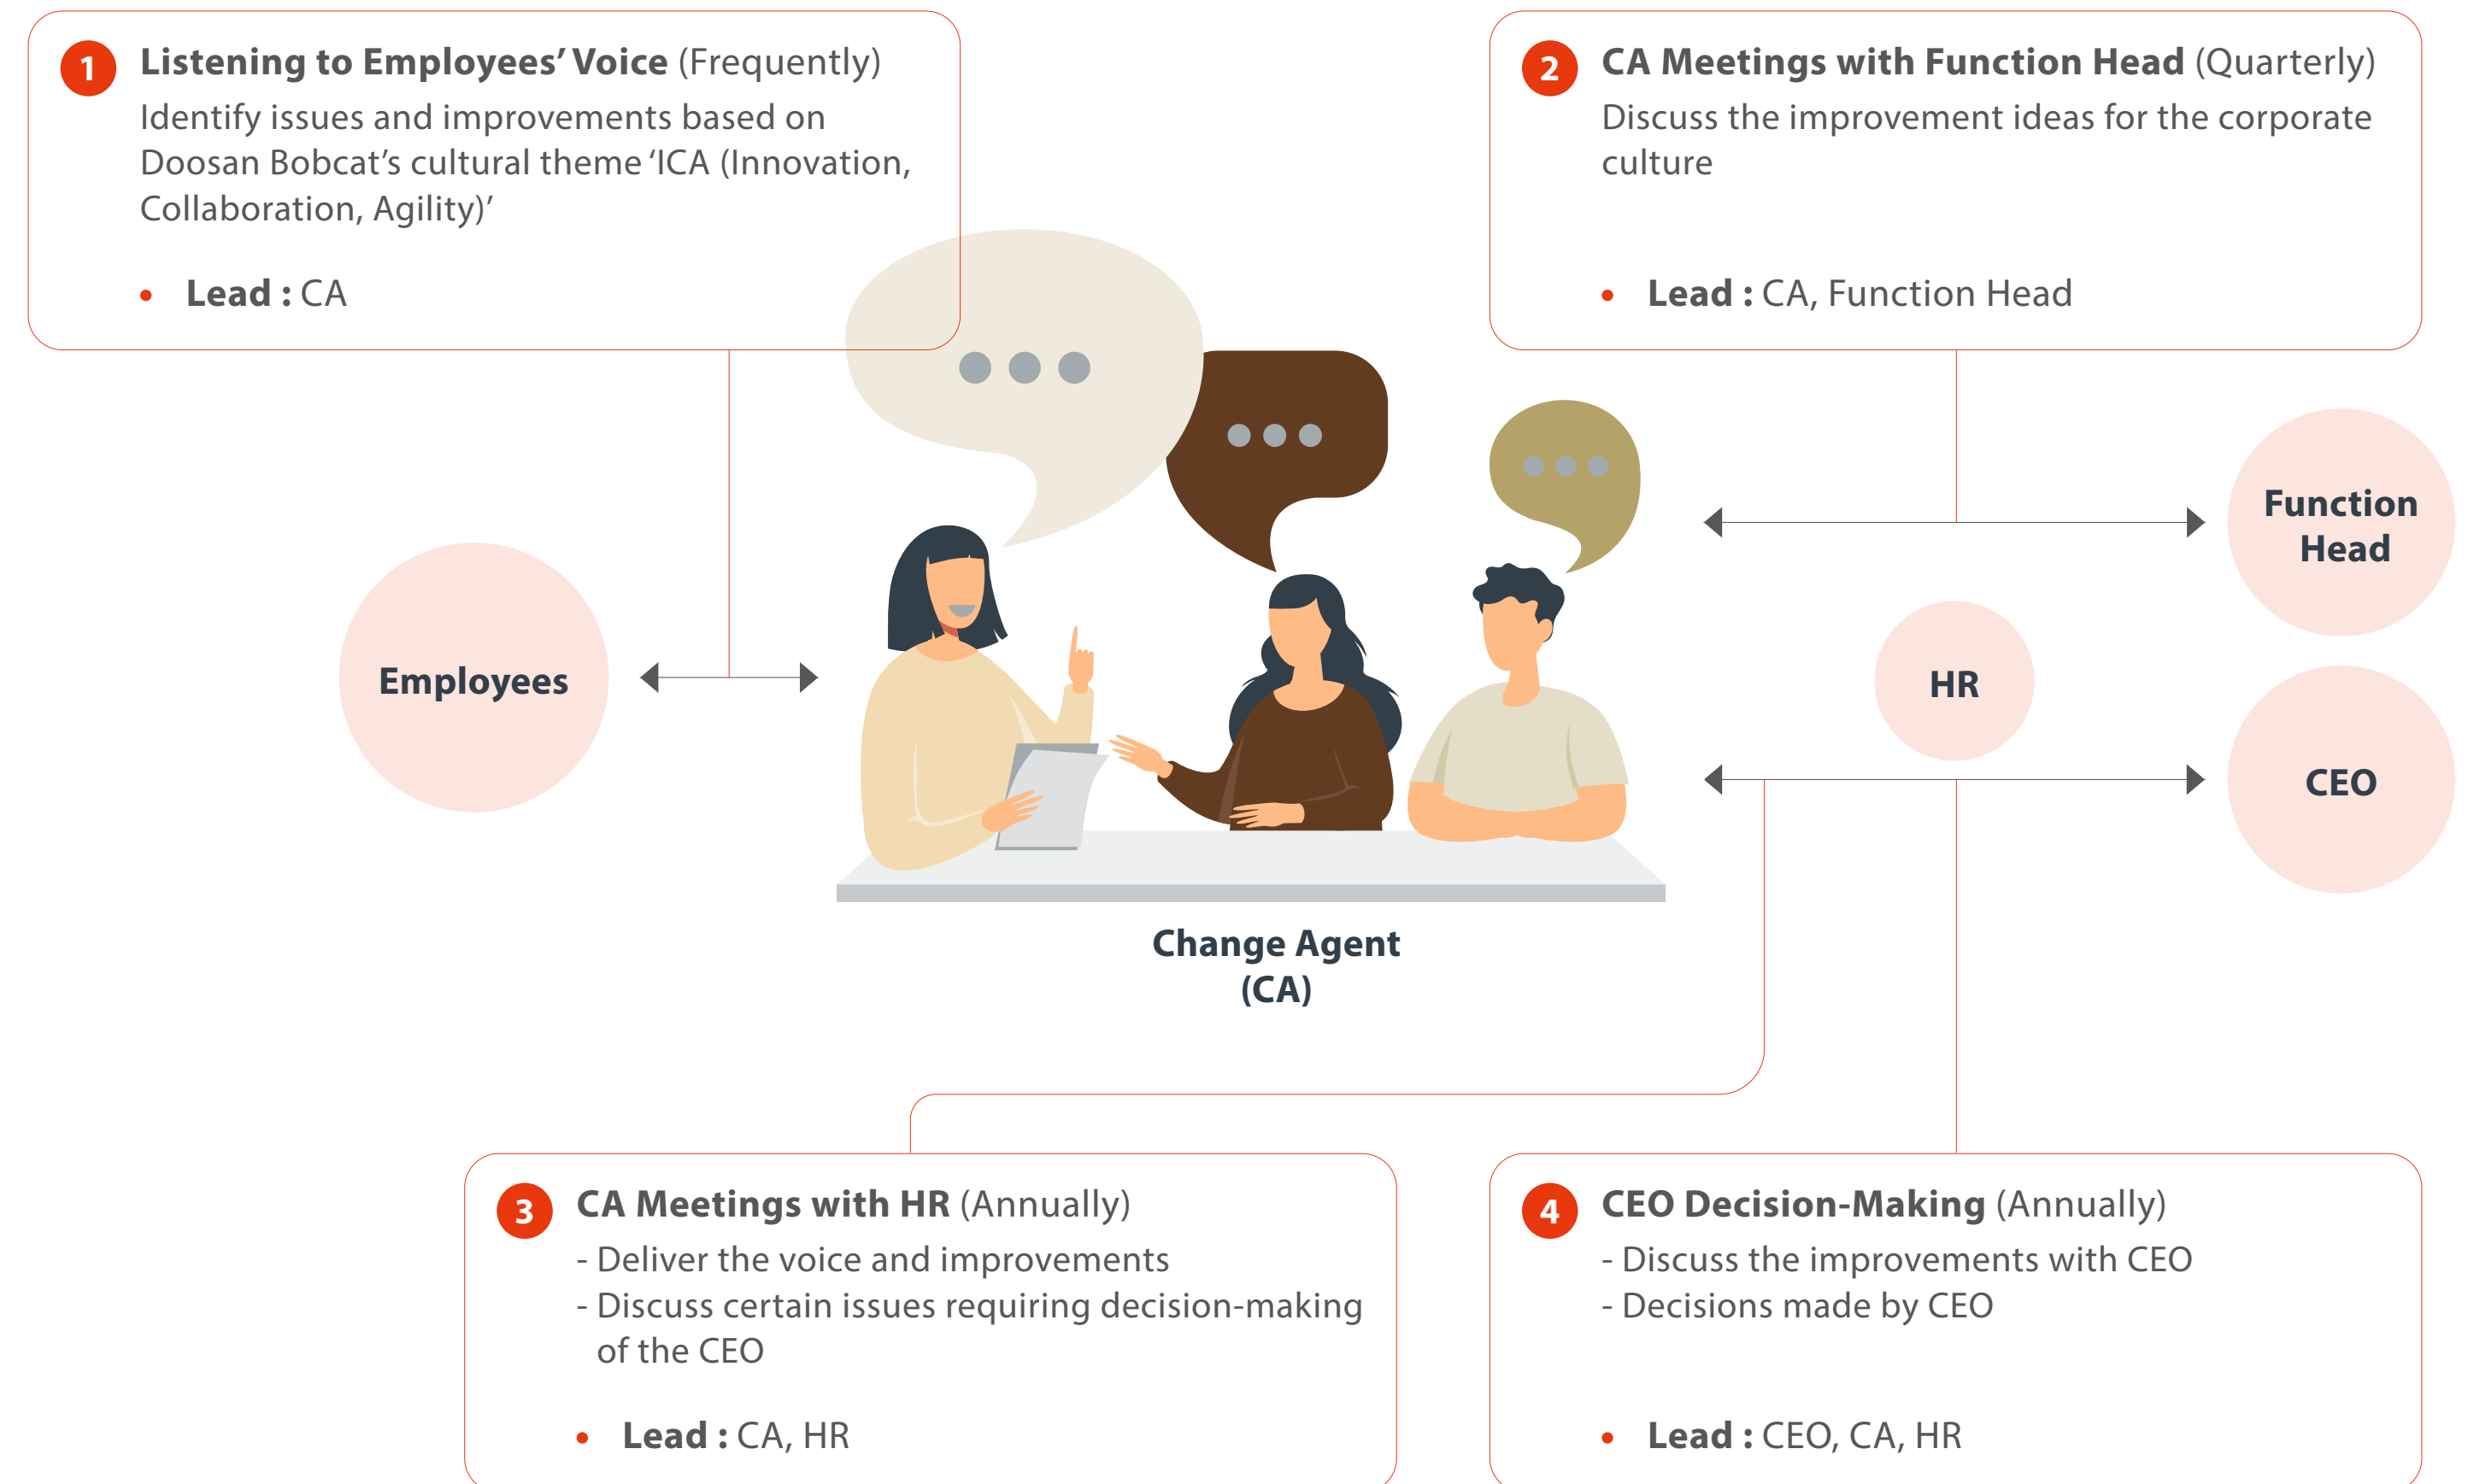 1 Listening to Employees’ Voice (Frequently)
Identify issues and improvements based on
Doosan Bobcat’s cultural theme ‘ICA (Innovation,
Collaboration, Agility)’
• Lead : CA
2 CA Meetings with Function Head (Quarterly)
Discuss the improvement ideas for the corporate
culture
• Lead : CA, Function Head
Employees
Function
Head
HR
CEO
Change Agent
(CA)
3 CA Meetings with HR (Annually)
- Deliver the voice and improvements
- Discuss certain issues requiring decision-making
of the CEO
• Lead : CA, HR
4 CEO Decision-Making (Annually)
- Discuss the improvements with CEO
- Decisions made by CEO
• Lead : CEO, CA, HR